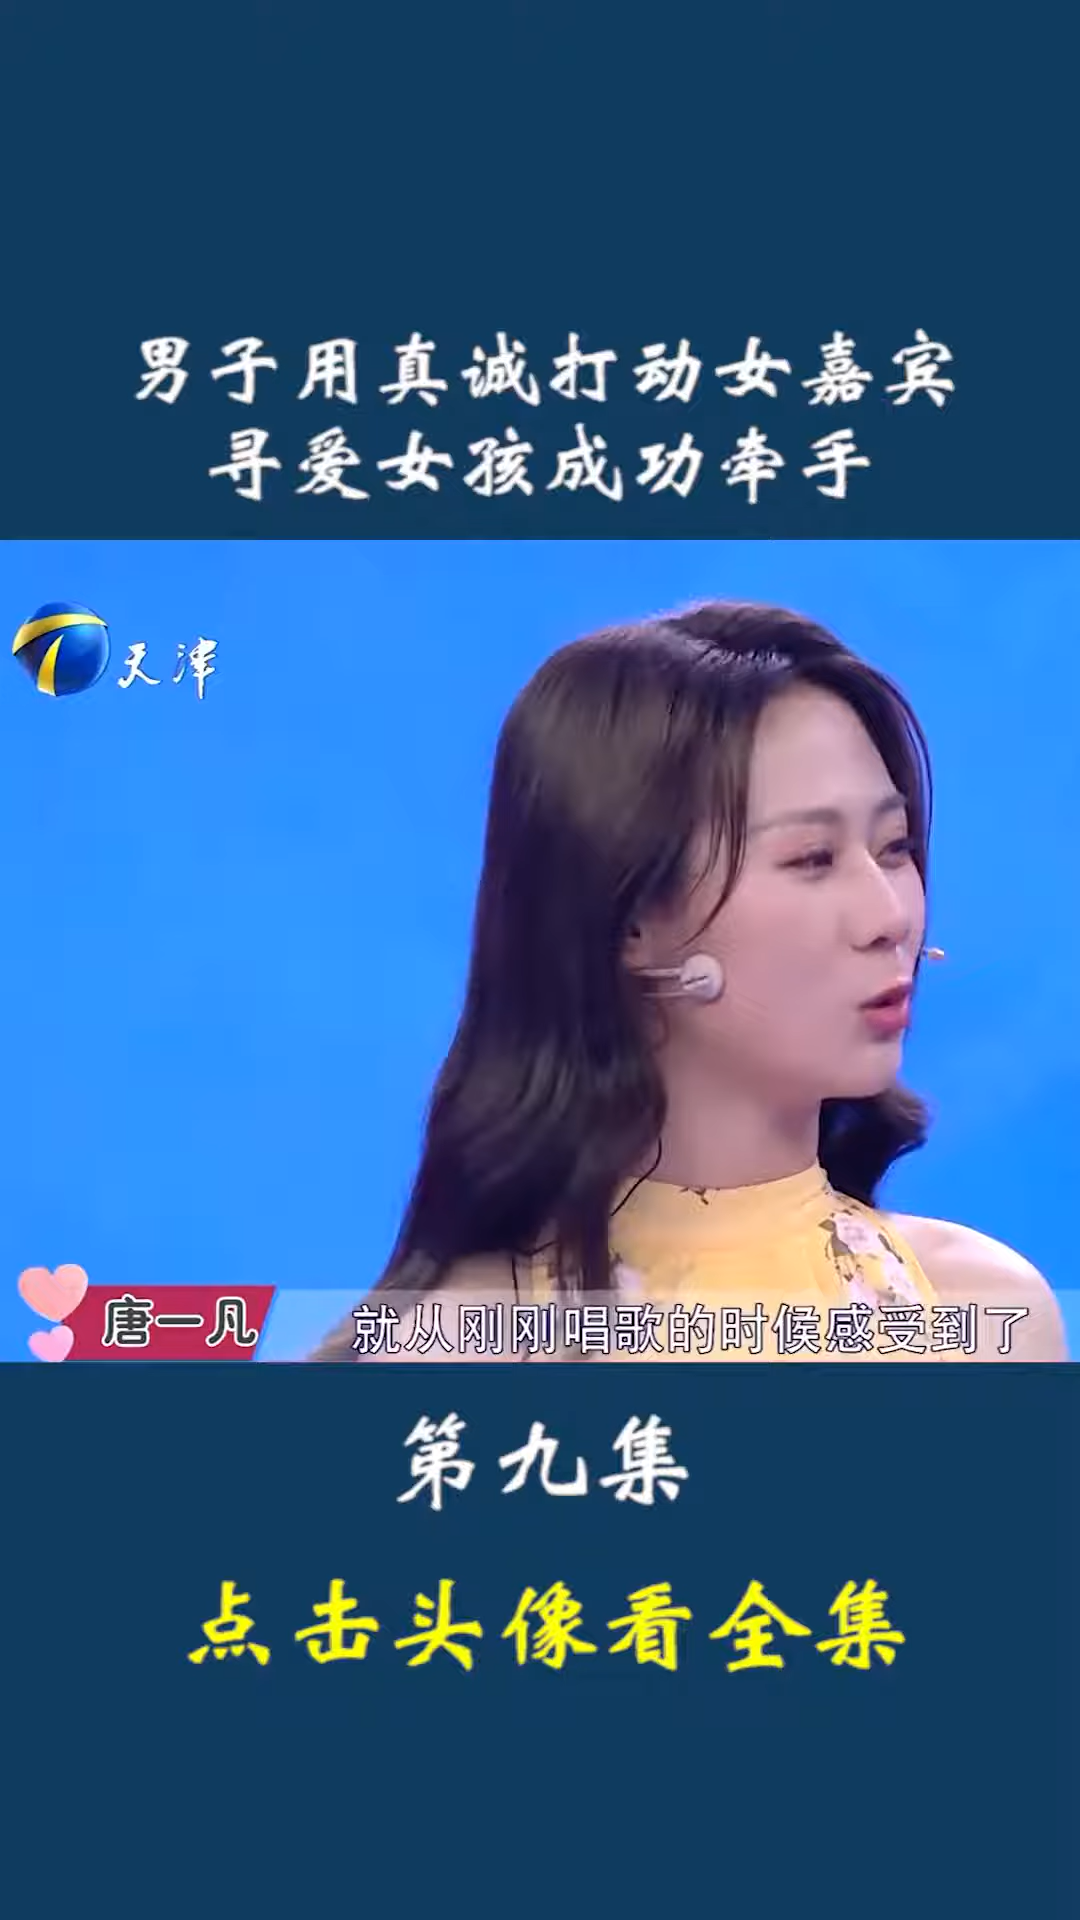 男子用真诚打动女嘉宾
寻爱女孩成功牵手
天津
唐一凡
就从刚刚唱歌的时候感受到了
第九集
点击头像看全集